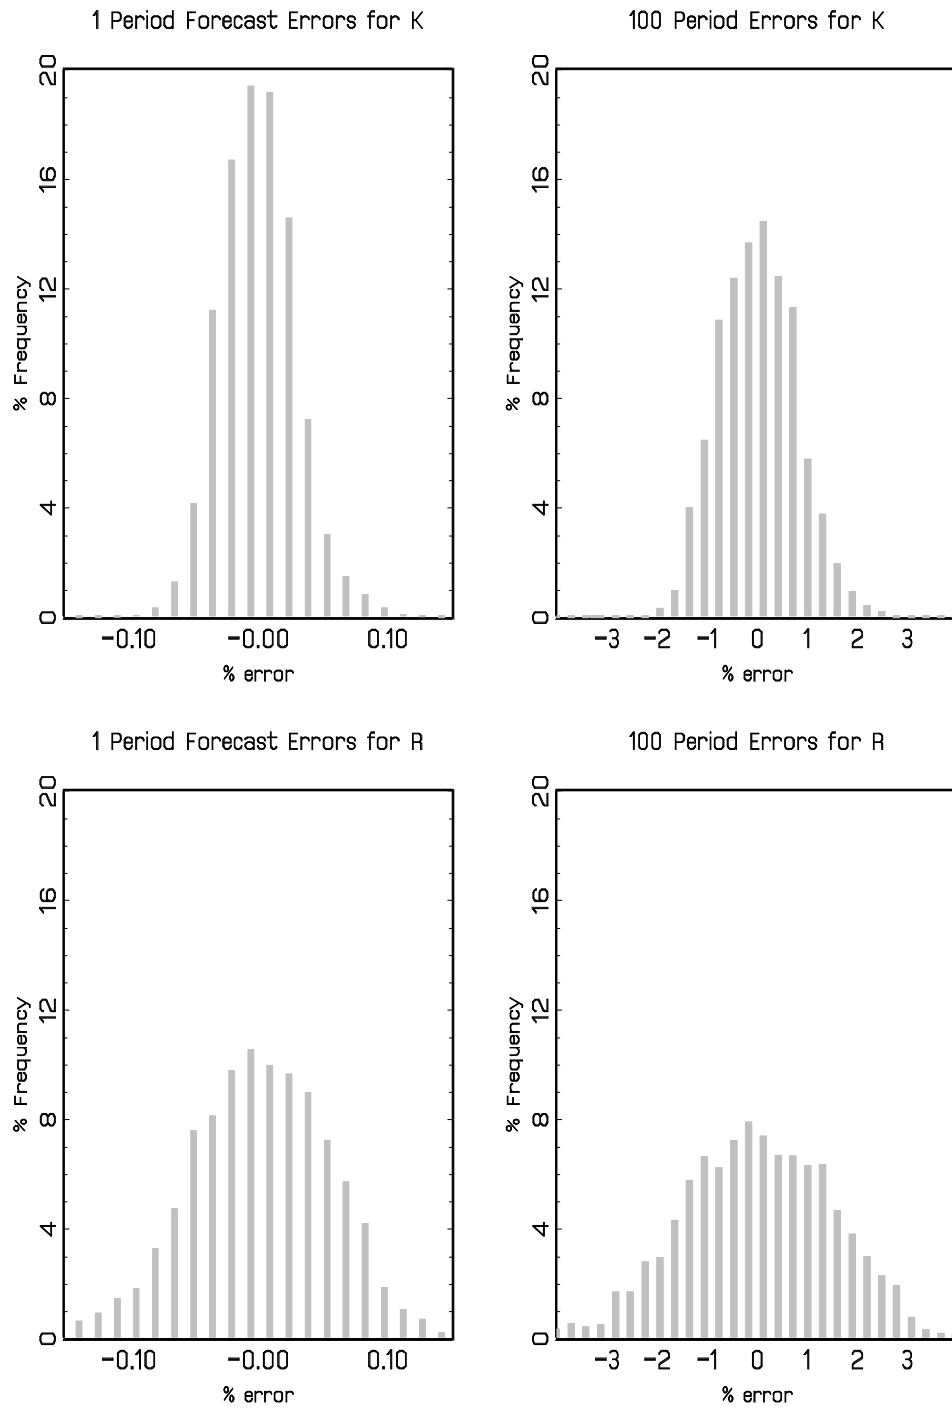 1 Period Forecast Errors for K
% Frequency
20
16
12
8
4
0
-0.10 -0.00 0.10
% error
100 Period Errors for K
% Frequency
20
16
12
8
4
0
-3 -2 -1 0 1 2 3
% error
1 Period Forecast Errors for R
% Frequency
20
16
12
8
4
0
-0.10 -0.00 0.10
% error
100 Period Errors for R
% Frequency
20
16
12
8
4
0
-3 -2 -1 0 1 2 3
% error